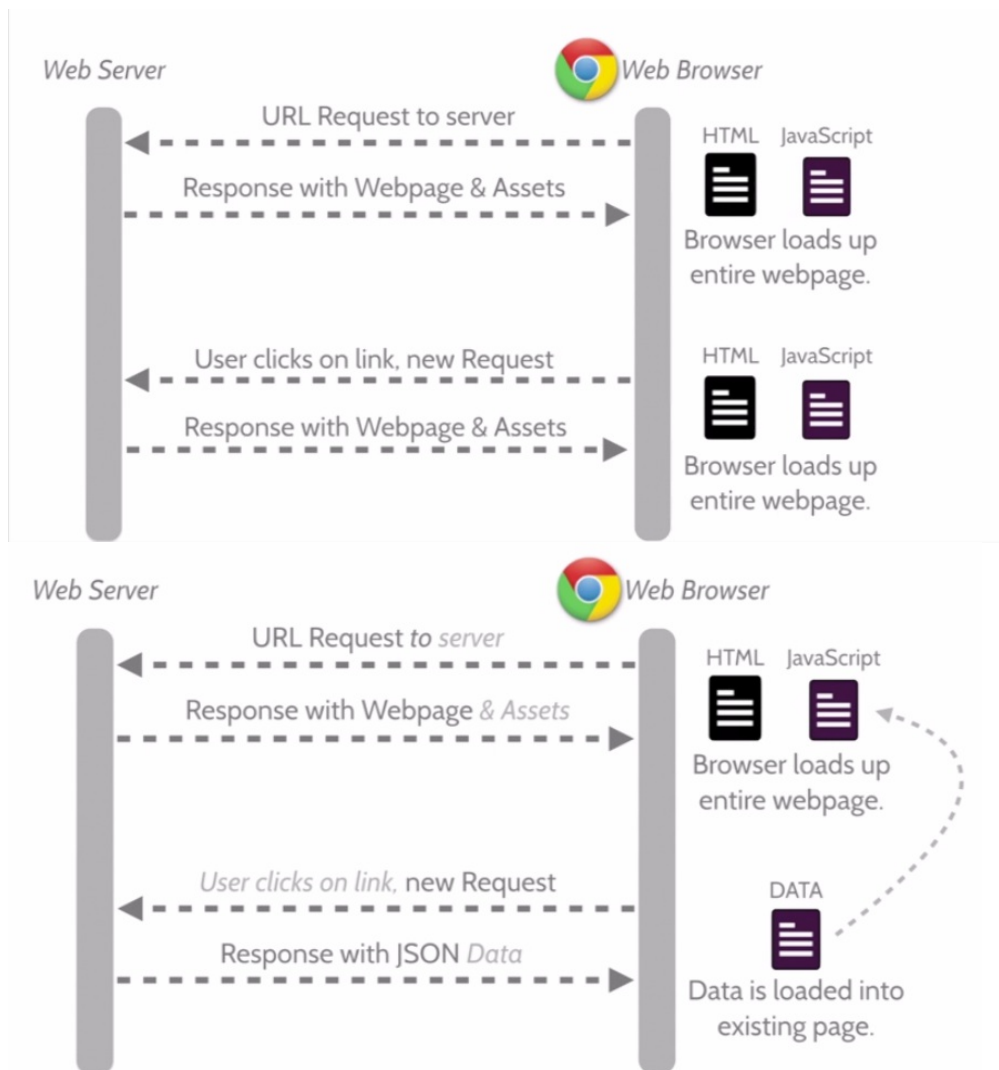 Web Server
Web Browser
URL Request to server
HTML
JavaScript
Response with Webpage & Assets
Browser loads up
entire webpage.
User clicks on link, new Request
HTML
JavaScript
Response with Webpage & Assets
Browser loads up
entire webpage.
Web Server
Web Browser
URL Request to server
HTML
JavaScript
Response with Webpage & Assets
Browser loads up
entire webpage.
User clicks on link, new Request
DATA
Response with JSON Data
Data is loaded into
existing page.